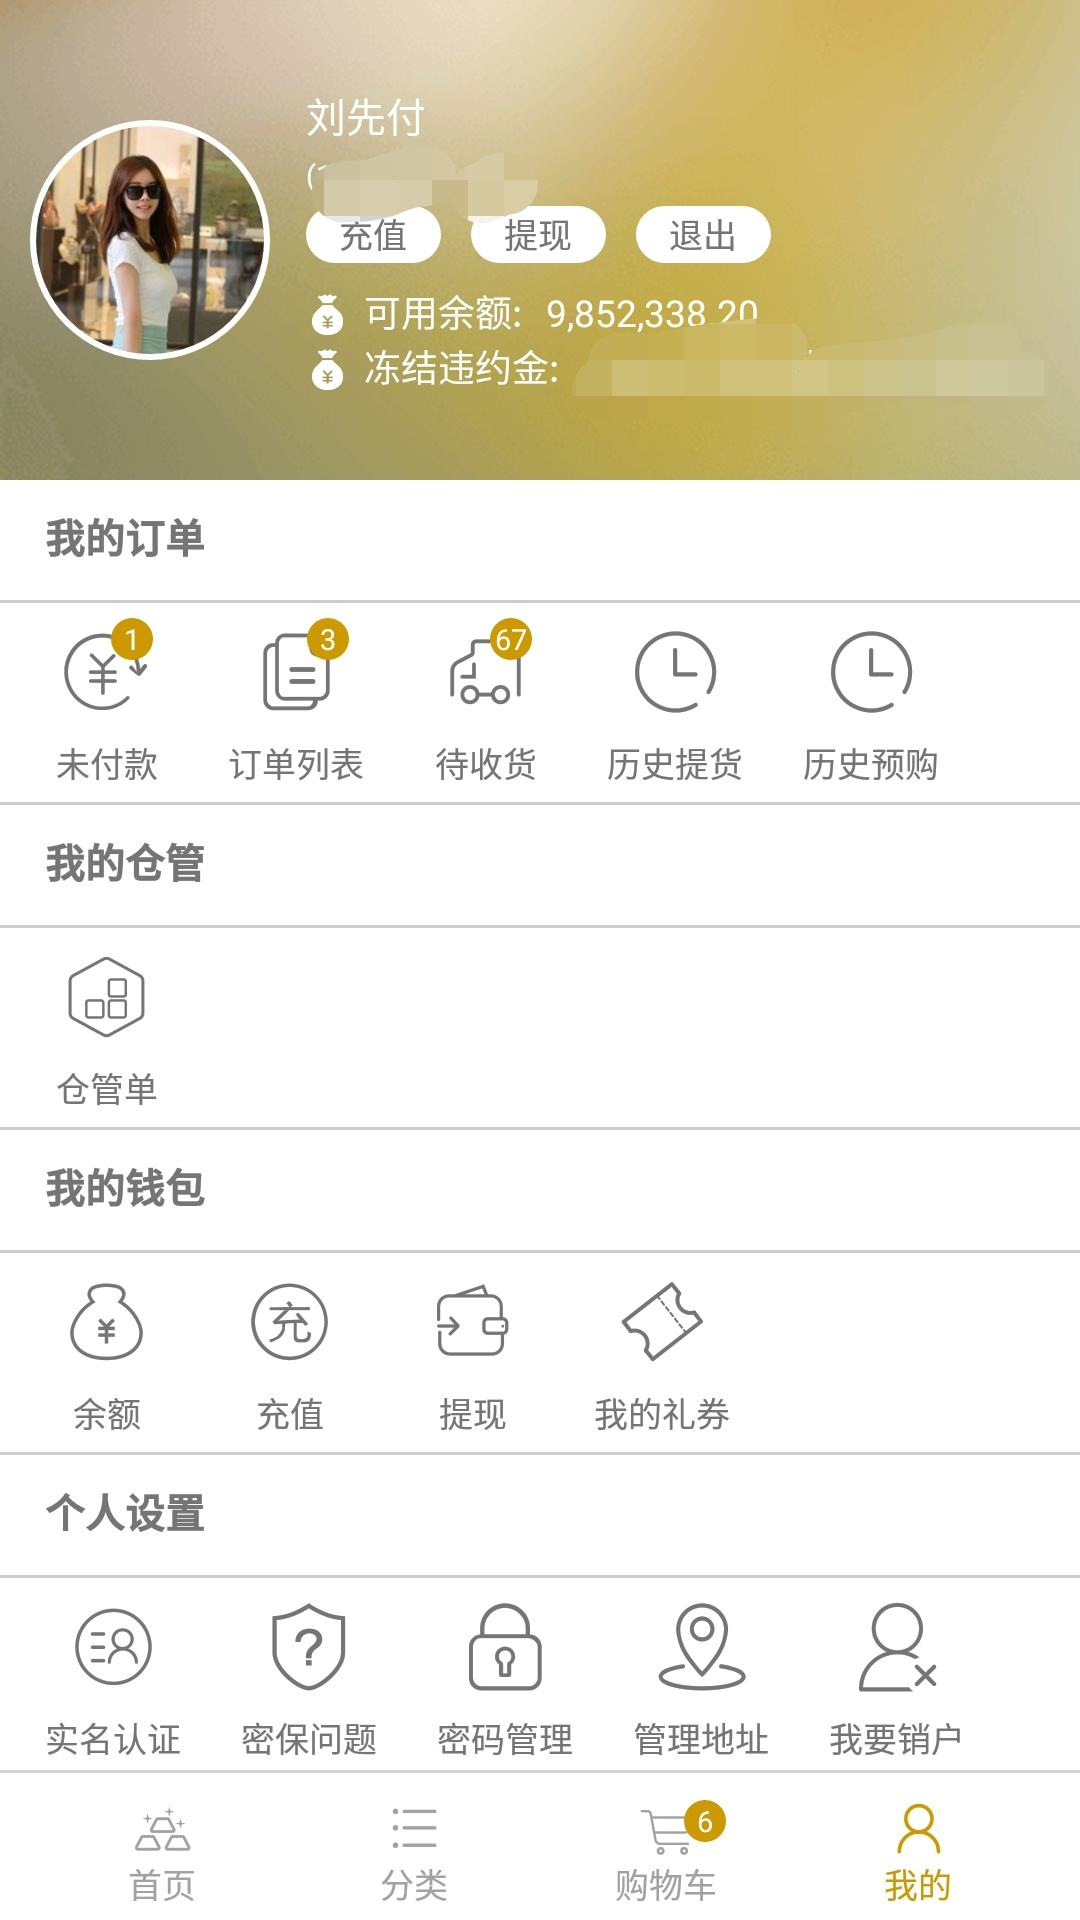 刘先付
充值 提现 退出
可用余额: 9,852,338.20
冻结违约金:
我的订单
1 3 67
未付款 订单列表 待收货 历史提货 历史预购
我的仓管
仓管单
我的钱包
充
余额 充值 提现 我的礼券
个人设置
实名认证 密保问题 密码管理 管理地址 我要销户
6
首页 分类 购物车 我的